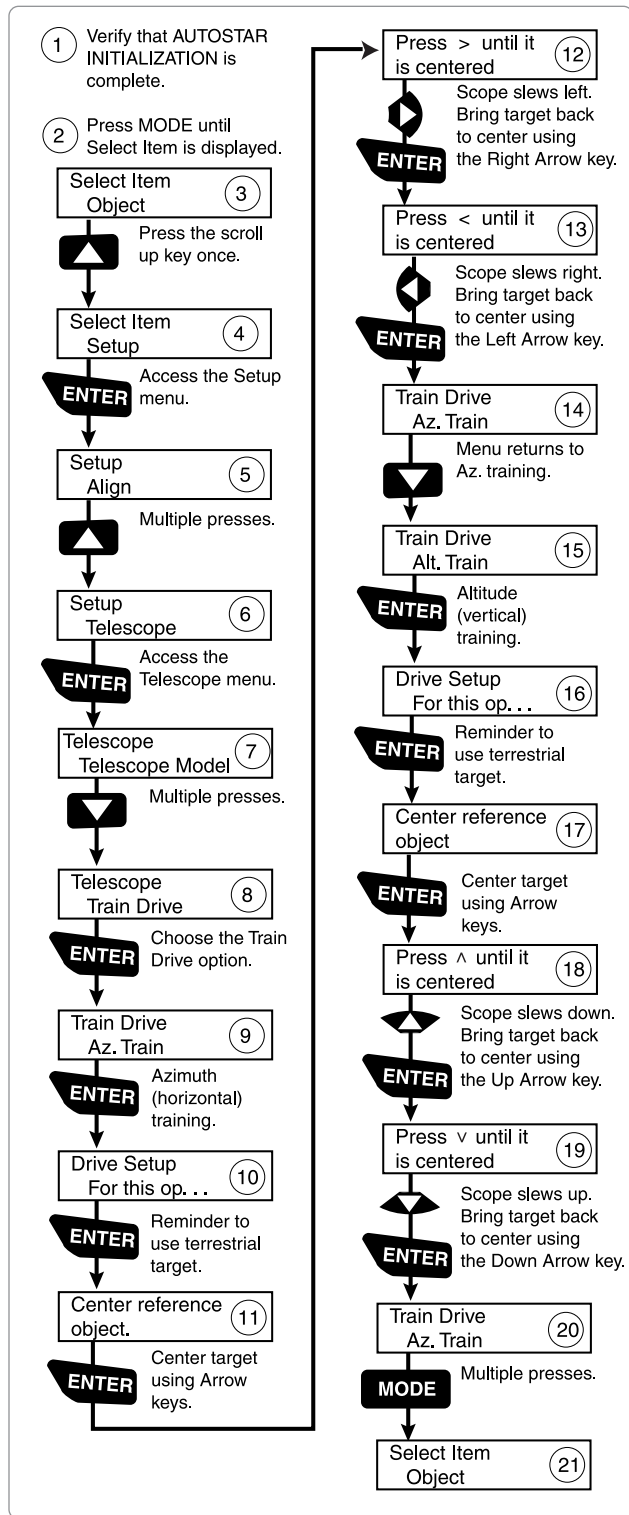 1
Verify that AUTOSTAR
INITIALIZATION is
complete.
2
Press MODE until
Select Item is displayed.
Select Item
Object
3
Press the scroll
up key once.
Select Item
Setup
4
ENTER
Access the Setup
menu.
Setup
Align
5
Multiple presses.
Setup
Telescope
6
ENTER
Access the
Telescope menu.
Telescope
Telescope Model
7
Multiple presses.
Telescope
Train Drive
8
ENTER
Choose the Train
Drive option.
Train Drive
Az. Train
9
ENTER
Azimuth
(horizontal)
training.
Drive Setup
For this op. . .
10
ENTER
Reminder to
use terrestrial
target.
Center reference
object.
11
ENTER
Center target
using Arrow
keys.
Press > until it
is centered
12
Scope slews left.
Bring target back
to center using
the Right Arrow key.
ENTER
Press < until it
is centered
13
Scope slews right.
Bring target back
to center using
the Left Arrow key.
ENTER
Train Drive
Az. Train
14
Menu returns to
Az. training.
Train Drive
Alt. Train
15
ENTER
Altitude
(vertical)
training.
Drive Setup
For this op. . .
16
ENTER
Reminder to
use terrestrial
target.
Center reference
object
17
ENTER
Center target
using Arrow
keys.
Press ^ until it
is centered
18
Scope slews down.
Bring target back
to center using
the Up Arrow key.
ENTER
Press v until it
is centered
19
Scope slews up.
Bring target back
to center using
the Down Arrow key.
ENTER
Train Drive
Az. Train
20
MODE
Multiple presses.
Select Item
Object
21